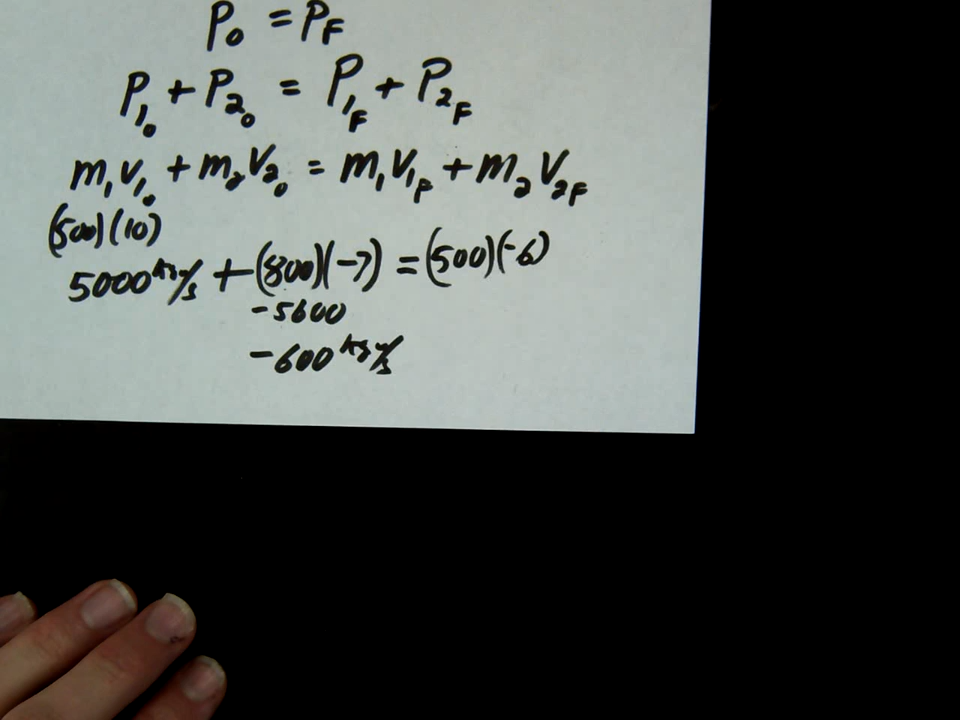 P₀ = P_F
P₁₀ + P₂₀ = P₁F + P₂F
m₁V₁₀ + m₂V₂₀ = m₁V₁F + m₂V₂F
(500)(10)
5000 kg m/s + (800)(-7) = (500)(-6)
-5600
-600 kg m/s